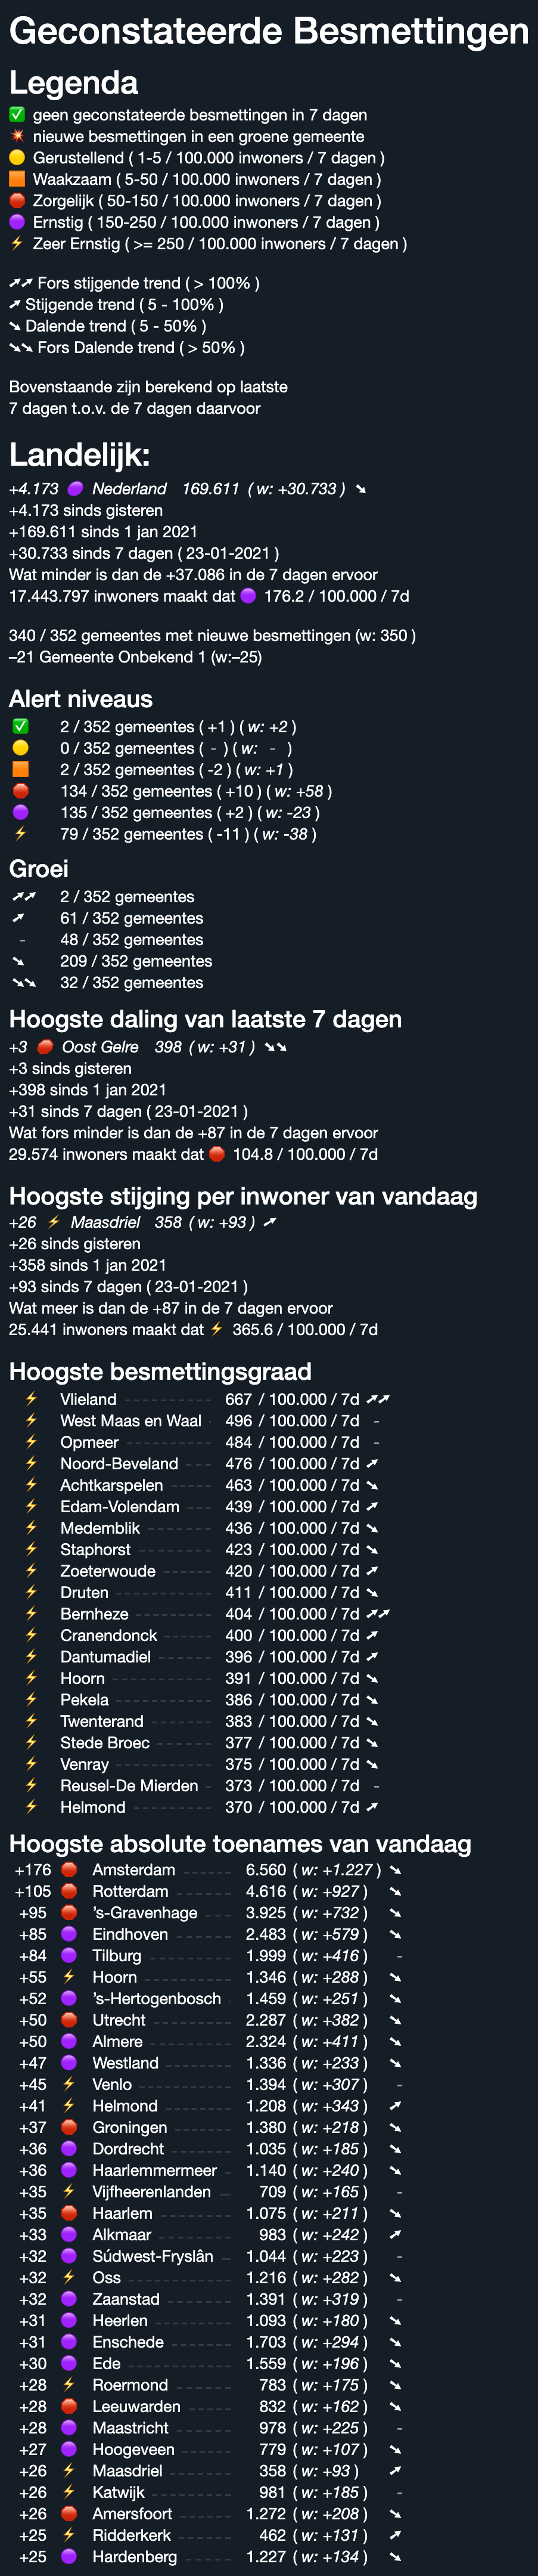 Geconstateerde Besmettingen
Legenda
✅ geen geconstateerde besmettingen in 7 dagen
💥 nieuwe besmettingen in een groene gemeente
🟡 Gerustellend ( 1-5 / 100.000 inwoners / 7 dagen )
🟧 Waakzaam ( 5-50 / 100.000 inwoners / 7 dagen )
🛑 Zorgelijk ( 50-150 / 100.000 inwoners / 7 dagen )
🟣 Ernstig ( 150-250 / 100.000 inwoners / 7 dagen )
⚡ Zeer Ernstig ( >= 250 / 100.000 inwoners / 7 dagen )
➚➚ Fors stijgende trend ( > 100% )
➚ Stijgende trend ( 5 - 100% )
➘ Dalende trend ( 5 - 50% )
➘➘ Fors Dalende trend ( > 50% )
Bovenstaande zijn berekend op laatste
7 dagen t.o.v. de 7 dagen daarvoor
Landelijk:
+4.173 🟣 Nederland 169.611 ( w: +30.733 ) ➘
+4.173 sinds gisteren
+169.611 sinds 1 jan 2021
+30.733 sinds 7 dagen ( 23-01-2021 )
Wat minder is dan de +37.086 in de 7 dagen ervoor
17.443.797 inwoners maakt dat 🟣 176.2 / 100.000 / 7d
340 / 352 gemeentes met nieuwe besmettingen (w: 350 )
–21 Gemeente Onbekend 1 (w:–25)
Alert niveaus
✅ 2 / 352 gemeentes ( +1 ) ( w: +2 )
🟡 0 / 352 gemeentes ( - ) ( w: - )
🟧 2 / 352 gemeentes ( -2 ) ( w: +1 )
🛑 134 / 352 gemeentes ( +10 ) ( w: +58 )
🟣 135 / 352 gemeentes ( +2 ) ( w: -23 )
⚡ 79 / 352 gemeentes ( -11 ) ( w: -38 )
Groei
➚➚ 2 / 352 gemeentes
➚ 61 / 352 gemeentes
- 48 / 352 gemeentes
➘ 209 / 352 gemeentes
➘➘ 32 / 352 gemeentes
Hoogste daling van laatste 7 dagen
+3 🛑 Oost Gelre 398 ( w: +31 ) ➘➘
+3 sinds gisteren
+398 sinds 1 jan 2021
+31 sinds 7 dagen ( 23-01-2021 )
Wat fors minder is dan de +87 in de 7 dagen ervoor
29.574 inwoners maakt dat 🛑 104.8 / 100.000 / 7d
Hoogste stijging per inwoner van vandaag
+26 ⚡ Maasdriel 358 ( w: +93 ) ➚
+26 sinds gisteren
+358 sinds 1 jan 2021
+93 sinds 7 dagen ( 23-01-2021 )
Wat meer is dan de +87 in de 7 dagen ervoor
25.441 inwoners maakt dat ⚡ 365.6 / 100.000 / 7d
Hoogste besmettingsgraad
⚡ Vlieland 667 / 100.000 / 7d ➚➚
⚡ West Maas en Waal 496 / 100.000 / 7d -
⚡ Opmeer 484 / 100.000 / 7d -
⚡ Noord-Beveland 476 / 100.000 / 7d ➚
⚡ Achtkarspelen 463 / 100.000 / 7d ➘
⚡ Edam-Volendam 439 / 100.000 / 7d ➚
⚡ Medemblik 436 / 100.000 / 7d ➘
⚡ Staphorst 423 / 100.000 / 7d ➘
⚡ Zoeterwoude 420 / 100.000 / 7d ➚
⚡ Druten 411 / 100.000 / 7d ➘
⚡ Bernheze 404 / 100.000 / 7d ➚➚
⚡ Cranendonck 400 / 100.000 / 7d ➚
⚡ Dantumadiel 396 / 100.000 / 7d ➚
⚡ Hoorn 391 / 100.000 / 7d ➘
⚡ Pekela 386 / 100.000 / 7d ➘
⚡ Twenterand 383 / 100.000 / 7d ➘
⚡ Stede Broec 377 / 100.000 / 7d ➘
⚡ Venray 375 / 100.000 / 7d ➘
⚡ Reusel-De Mierden 373 / 100.000 / 7d -
⚡ Helmond 370 / 100.000 / 7d ➚
Hoogste absolute toenames van vandaag
+176 🛑 Amsterdam 6.560 ( w: +1.227 ) ➘
+105 🛑 Rotterdam 4.616 ( w: +927 ) ➘
+95 🛑 's-Gravenhage 3.925 ( w: +732 ) ➘
+85 🟣 Eindhoven 2.483 ( w: +579 ) ➘
+84 🟣 Tilburg 1.999 ( w: +416 ) -
+55 ⚡ Hoorn 1.346 ( w: +288 ) ➘
+52 🟣 's-Hertogenbosch 1.459 ( w: +251 ) ➘
+50 🛑 Utrecht 2.287 ( w: +382 ) ➘
+50 🟣 Almere 2.324 ( w: +411 ) ➘
+47 🟣 Westland 1.336 ( w: +233 ) ➘
+45 ⚡ Venlo 1.394 ( w: +307 ) -
+41 ⚡ Helmond 1.208 ( w: +343 ) ➚
+37 🛑 Groningen 1.380 ( w: +218 ) ➘
+36 🟣 Dordrecht 1.035 ( w: +185 ) ➘
+36 🟣 Haarlemmermeer 1.140 ( w: +240 ) ➘
+35 ⚡ Vijfheerenlanden 709 ( w: +165 ) -
+35 🛑 Haarlem 1.075 ( w: +211 ) ➘
+33 🟣 Alkmaar 983 ( w: +242 ) ➚
+32 🟣 Súdwest-Fryslân 1.044 ( w: +223 ) -
+32 ⚡ Oss 1.216 ( w: +282 ) ➘
+32 🟣 Zaanstad 1.391 ( w: +319 ) -
+31 🟣 Heerlen 1.093 ( w: +180 ) ➘
+31 🟣 Enschede 1.703 ( w: +294 ) ➘
+30 🟣 Ede 1.559 ( w: +196 ) ➘
+28 ⚡ Roermond 783 ( w: +175 ) ➘
+28 🛑 Leeuwarden 832 ( w: +162 ) ➘
+28 🟣 Maastricht 978 ( w: +225 ) -
+27 🟣 Hoogeveen 779 ( w: +107 ) ➘
+26 ⚡ Maasdriel 358 ( w: +93 ) ➚
+26 ⚡ Katwijk 981 ( w: +185 ) -
+26 🛑 Amersfoort 1.272 ( w: +208 ) ➘
+25 ⚡ Ridderkerk 462 ( w: +131 ) ➚
+25 🟣 Hardenberg 1.227 ( w: +134 ) ➘